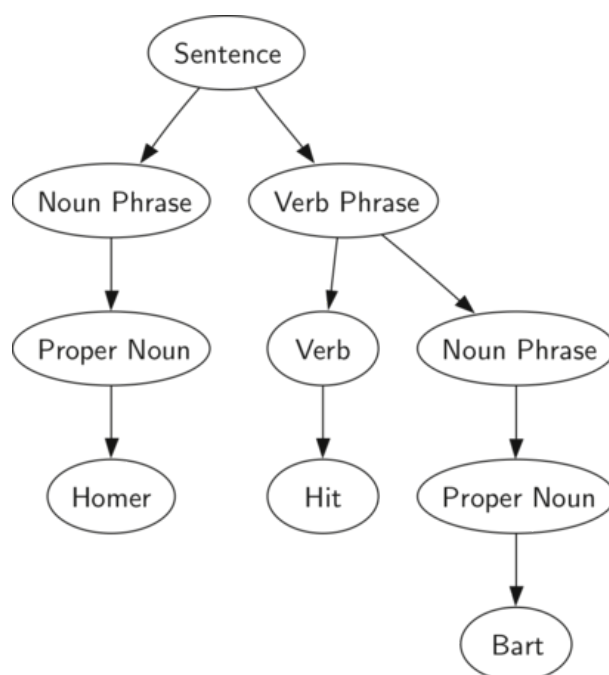 Sentence
Noun Phrase
Verb Phrase
Proper Noun
Verb
Noun Phrase
Homer
Hit
Proper Noun
Bart